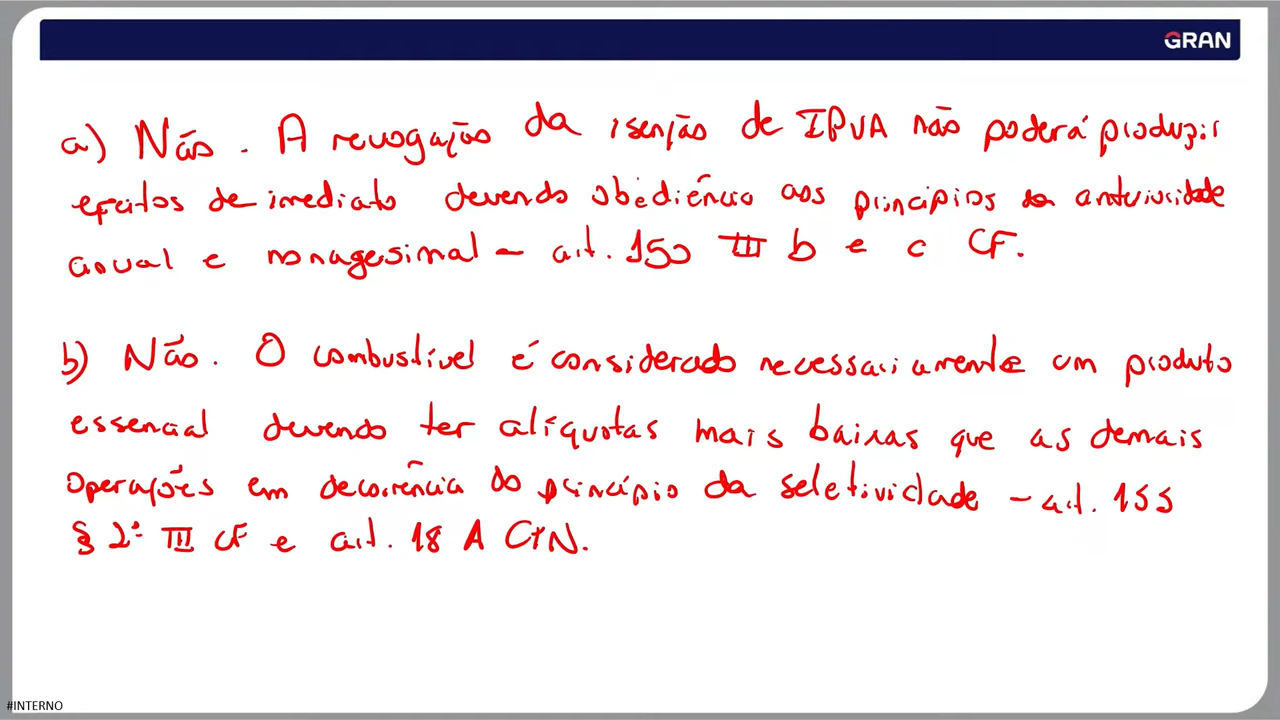 GRAN
a) Não. A revogação da isenção de IPVA não poderá produzir
efeitos de imediato devendo obediência aos princípios da anterioridade
anual e nonagesimal - art. 150 III b e c CF.
b) Não. O combustível é considerado necessariamente um produto
essencial devendo ter alíquotas mais baixas que as demais
operações em decorrência do princípio da seletividade - art. 155
§ 2º III CF e art. 18 A CTN.
#INTERNO